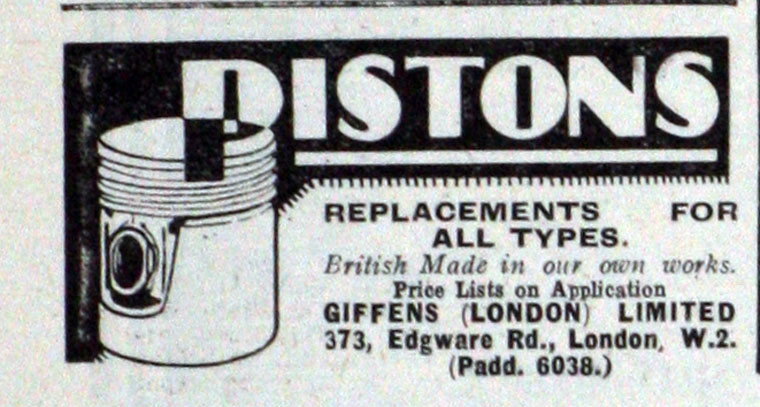 PISTONS
REPLACEMENTS FOR
ALL TYPES.
British Made in our own works.
Price Lists on Application
GIFFENS (LONDON) LIMITED
373, Edgware Rd., London, W.2.
(Padd. 6038.)